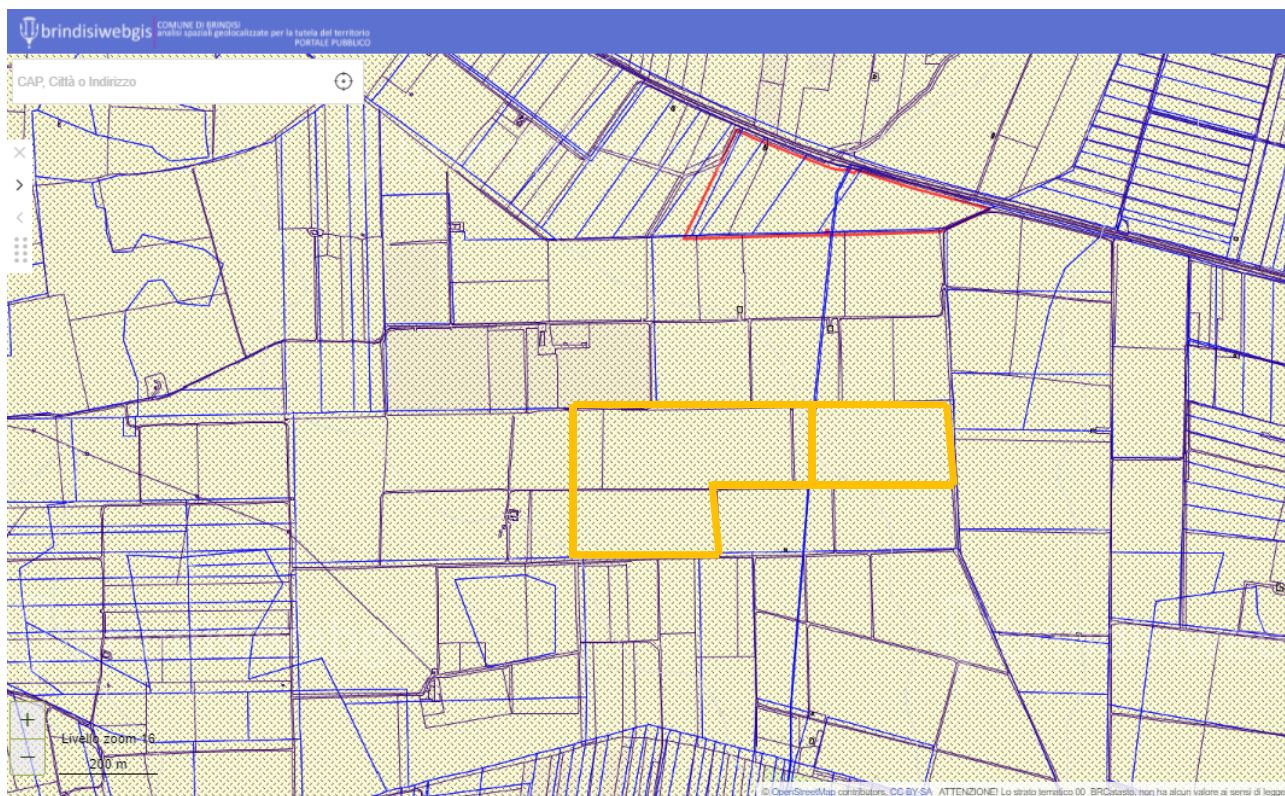 brindisiwebgis
COMUNE DI BRINDISI
analisi spaziali geolocalizzate per la tutela del territorio
PORTALE PUBBLICO
CAP, Città o Indirizzo
Livello zoom 16
200 m
© OpenStreetMap contributors, CC-BY-SA ATTENZIONE! Lo strato tematico 00_BRCatasto, non ha alcun valore ai sensi di legge